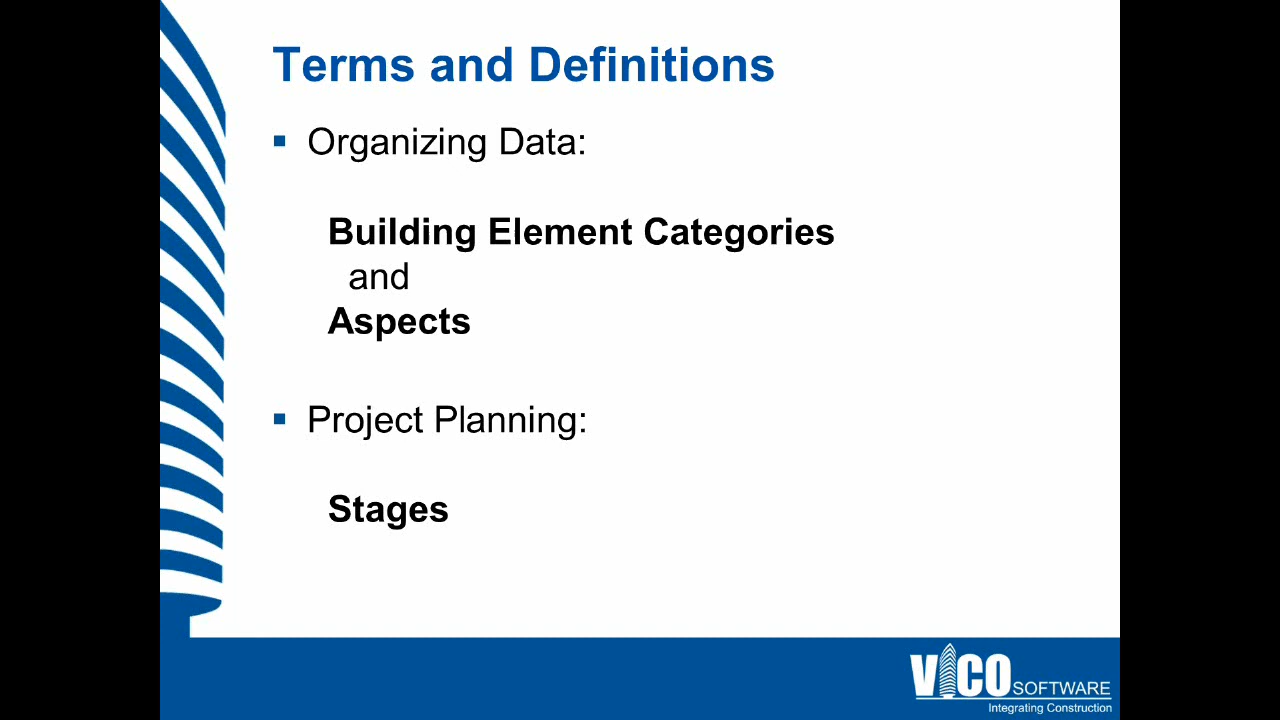 Terms and Definitions
▪ Organizing Data:
Building Element Categories
and
Aspects
▪ Project Planning:
Stages
VICO SOFTWARE
Integrating Construction